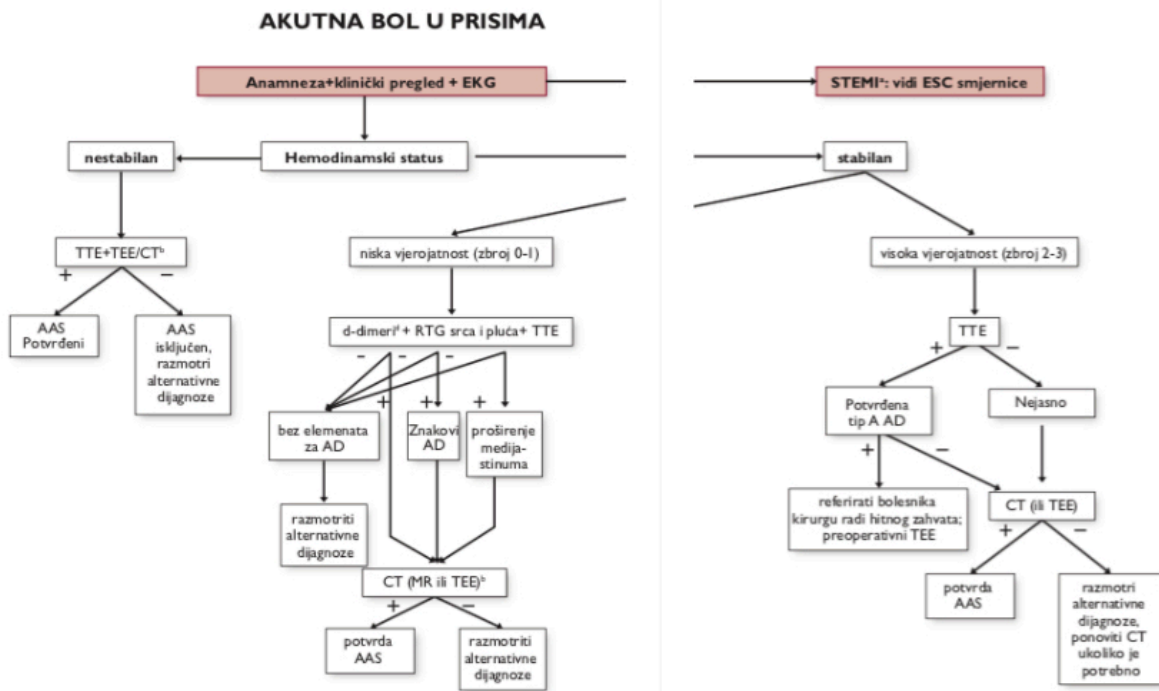 AKUTNA BOL U PRSIMA
Anamneza+klinički pregled + EKG
STEMIª: vidi ESC smjernice
nestabilan
Hemodinamski status
stabilan
TTE+TEE/CTᵇ
niska vjerojatnost (zbroj 0-1)
visoka vjerojatnost (zbroj 2-3)
+
–
AAS
Potvrđeni
AAS
isključen,
razmotri
alternativne
dijagnoze
d-dimeriᵈ + RTG srca i pluća+ TTE
TTE
– – –
+ + +
+
–
bez elemenata
za AD
Znakovi
AD
proširenje
medija-
stinuma
Potvrđena
tip A AD
Nejasno
+
–
razmotriti
alternativne
dijagnoze
referirati bolesnika
kirurgu radi hitnog zahvata;
preoperativni TEE
CT (ili TEE)
CT (MR ili TEE)ᵇ
+
–
+
–
potvrda
AAS
razmotriti
alternativne
dijagnoze
potvrda
AAS
razmotri
alternativne
dijagnoze,
ponoviti CT
ukoliko je
potrebno